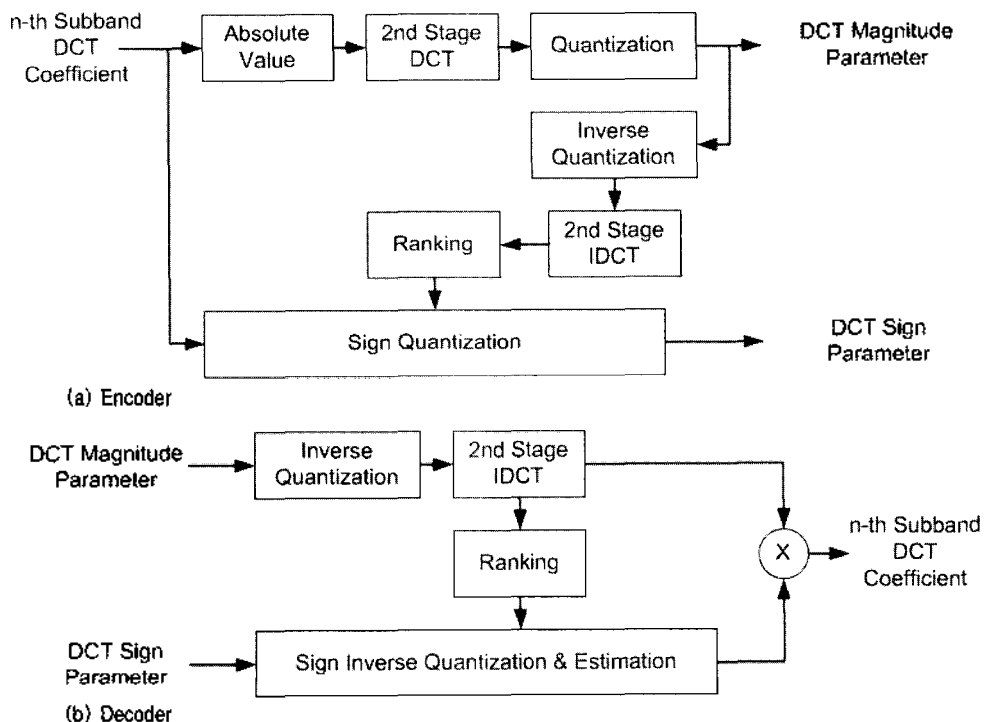 n-th Subband
DCT
Coefficient
Absolute
Value
2nd Stage
DCT
Quantization
DCT Magnitude
Parameter
Inverse
Quantization
2nd Stage
IDCT
Ranking
Sign Quantization
DCT Sign
Parameter
(a) Encoder
DCT Magnitude
Parameter
Inverse
Quantization
2nd Stage
IDCT
Ranking
X
n-th Subband
DCT
Coefficient
DCT Sign
Parameter
Sign Inverse Quantization & Estimation
(b) Decoder